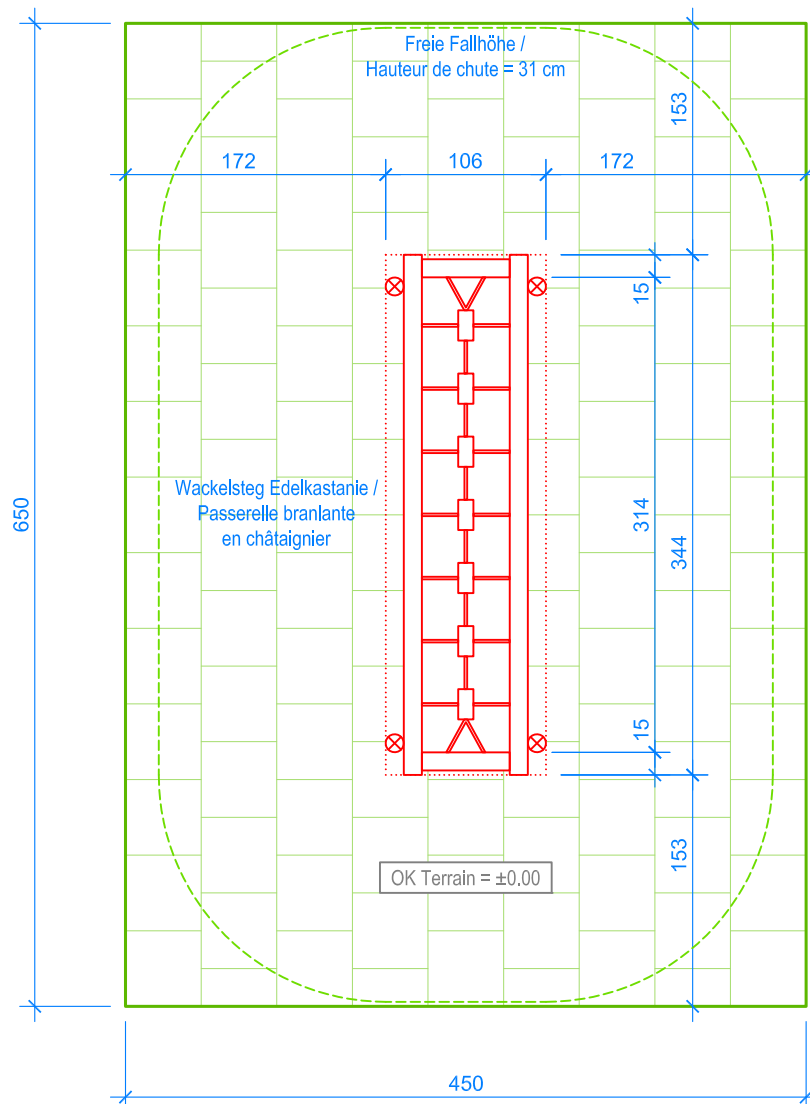 Freie Fallhöhe /
Hauteur de chute = 31 cm
153
172
106
172
15
Wackelsteg Edelkastanie /
Passerelle branlante
en châtaignier
650
314
344
15
153
OK Terrain = ±0.00
450